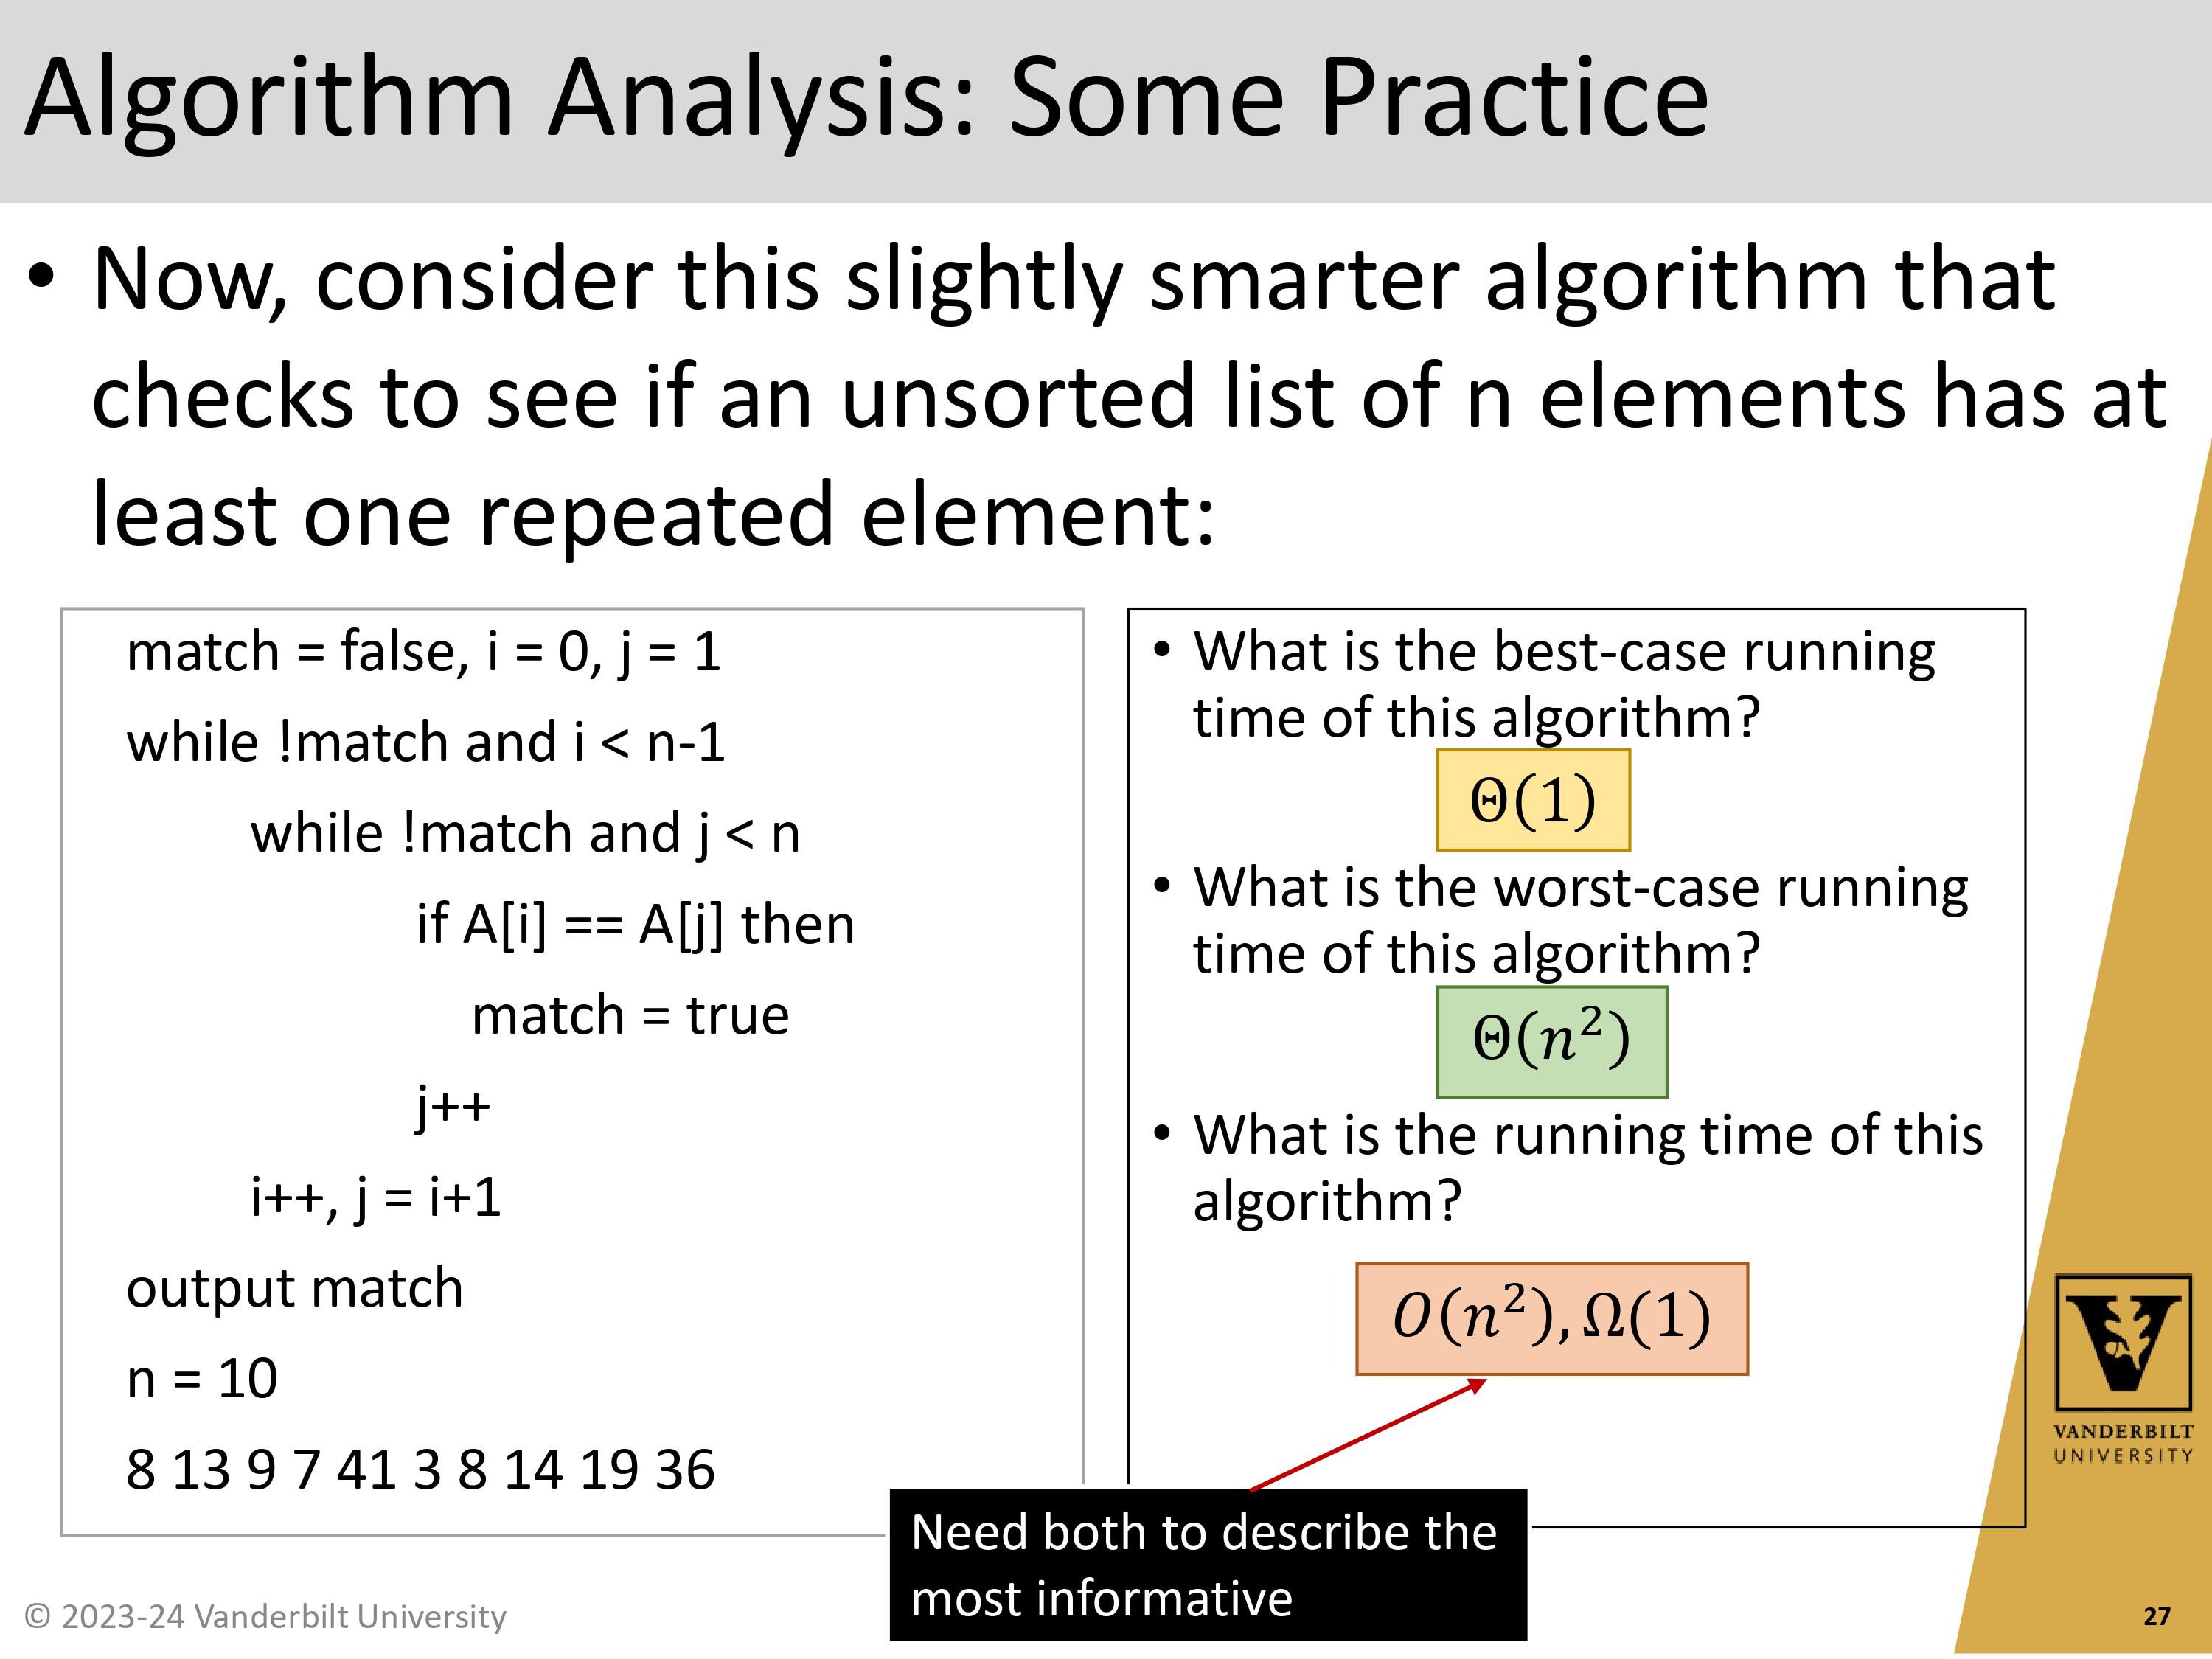 Algorithm Analysis: Some Practice
• Now, consider this slightly smarter algorithm that
checks to see if an unsorted list of n elements has at
least one repeated element:
match = false, i = 0, j = 1
while !match and i < n-1
while !match and j < n
if A[i] == A[j] then
match = true
j++
i++, j = i+1
output match
n = 10
8 13 9 7 41 3 8 14 19 36
• What is the best-case running
time of this algorithm?
Θ(1)
• What is the worst-case running
time of this algorithm?
Θ(n²)
• What is the running time of this
algorithm?
O(n²), Ω(1)
Need both to describe the
most informative
V
VANDERBILT
UNIVERSITY
© 2023-24 Vanderbilt University
27